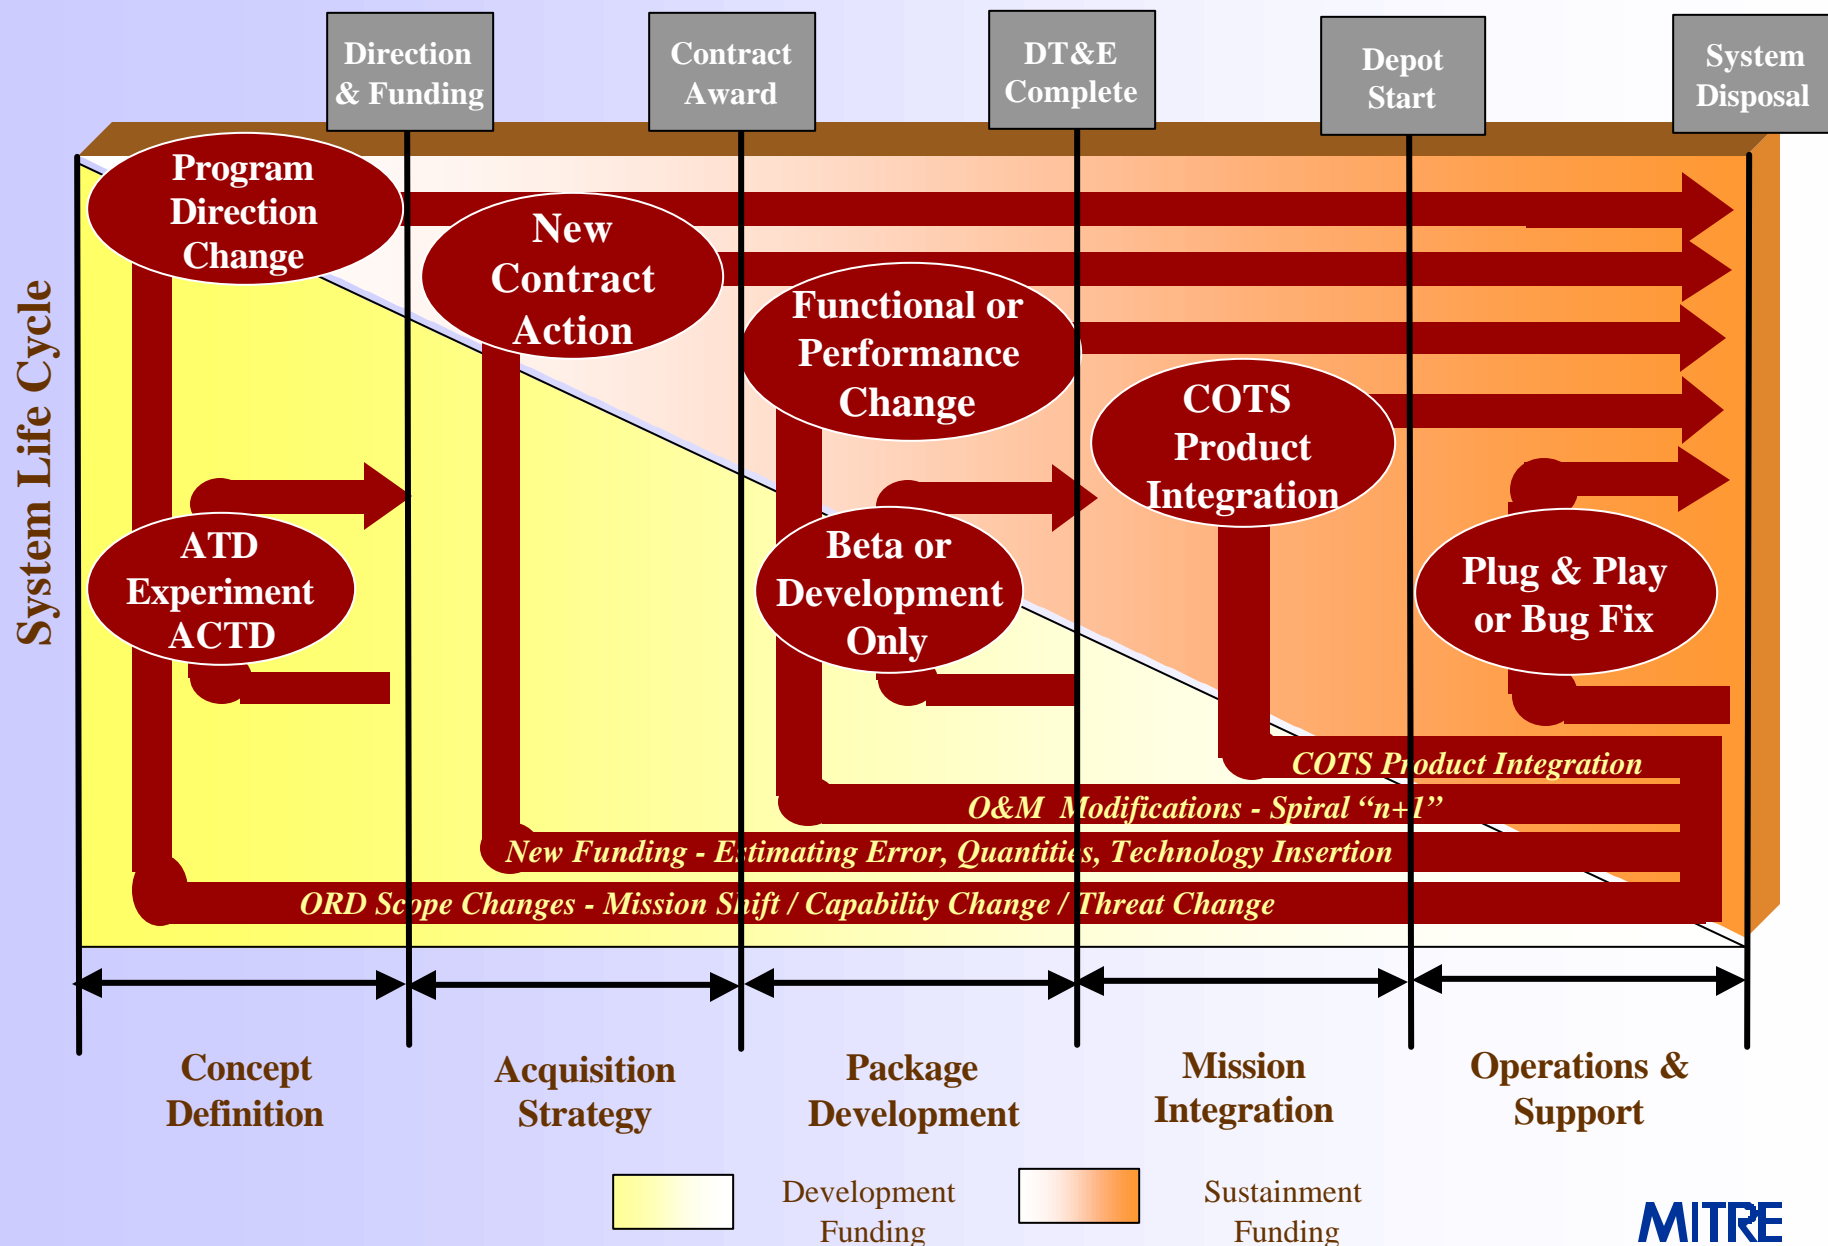 Direction
& Funding
Contract
Award
DT&E
Complete
Depot
Start
System
Disposal
System Life Cycle
Program
Direction
Change
New
Contract
Action
Functional or
Performance
Change
COTS
Product
Integration
ATD
Experiment
ACTD
Beta or
Development
Only
Plug & Play
or Bug Fix
COTS Product Integration
O&M Modifications - Spiral “n+1”
New Funding - Estimating Error, Quantities, Technology Insertion
ORD Scope Changes - Mission Shift / Capability Change / Threat Change
Concept
Definition
Acquisition
Strategy
Package
Development
Mission
Integration
Operations &
Support
Development
Funding
Sustainment
Funding
MITRE